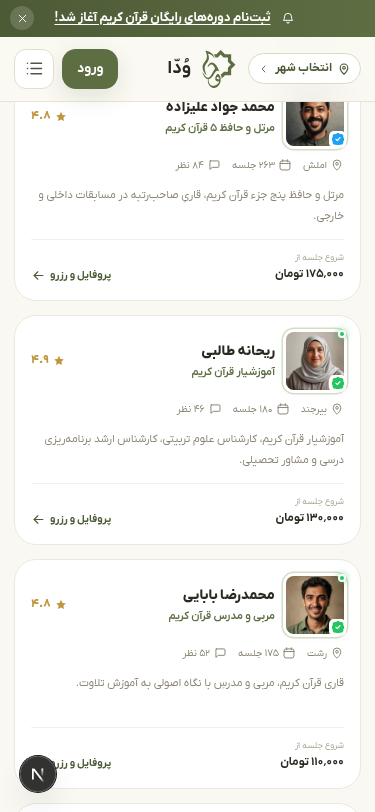 ثبت‌نام دوره‌های رایگان قرآن کریم آغاز شد!
انتخاب شهر
وُدّا
ورود
محمد جواد علیزاده
۴.۸
مرتل و حافظ ۵ قرآن کریم
املش
۲۶۳ جلسه
۸۴ نظر
مرتل و حافظ پنج جزء قرآن کریم، قاریِ صاحب‌رتبه در مسابقات داخلی و
خارجی.
شروع جلسه از
۱۷۵,۰۰۰ تومان
پروفایل و رزرو
ریحانه طالبی
۴.۹
آموزشیار قرآن کریم
بیرجند
۱۸۰ جلسه
۴۶ نظر
آموزشیار قرآن کریم، کارشناس علوم تربیتی، کارشناس ارشد برنامه‌ریزی
درسی و مشاور تحصیلی.
شروع جلسه از
۱۳۰,۰۰۰ تومان
پروفایل و رزرو
محمدرضا بابایی
۴.۸
مربی و مدرس قرآن کریم
رشت
۱۷۵ جلسه
۵۲ نظر
قاری قرآن کریم، مربی و مدرس با نگاه اصولی به آموزش تلاوت.
شروع جلسه از
۱۱۰,۰۰۰ تومان
پروفایل و رزرو
N